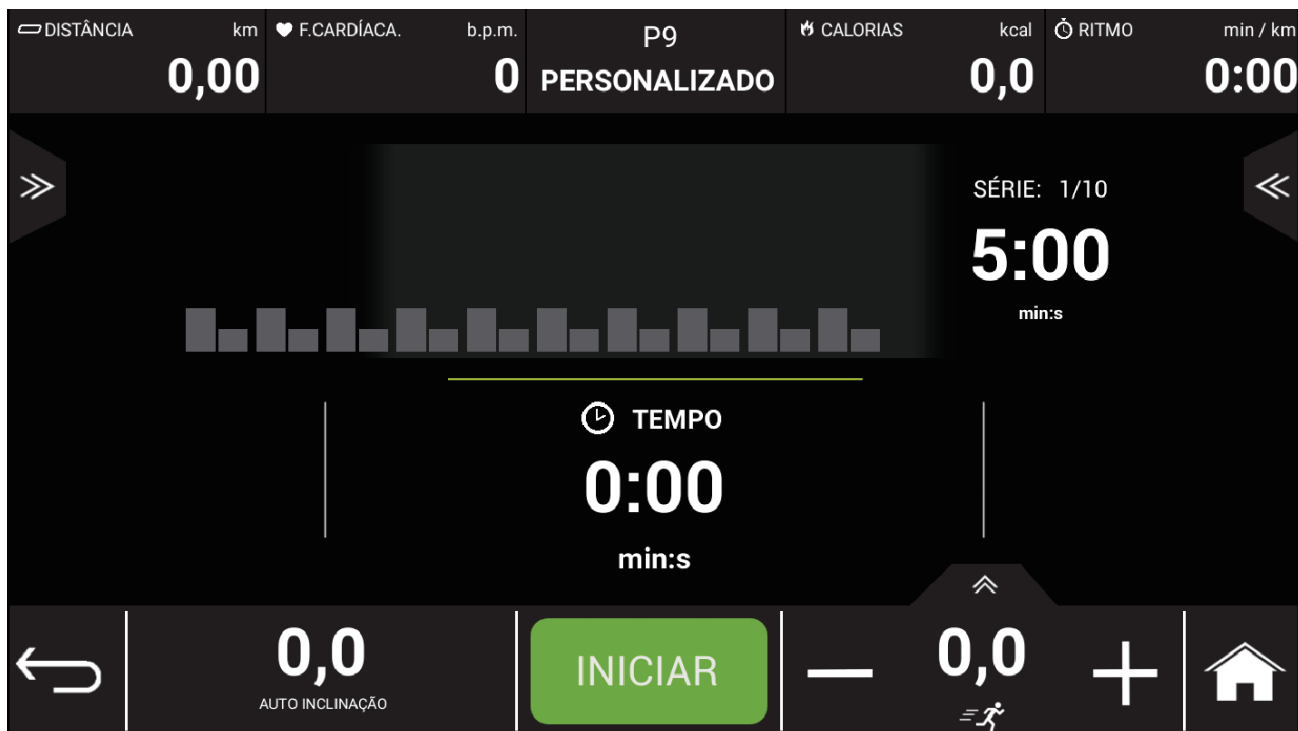 DISTÂNCIA km
0,00
F.CARDÍACA. b.p.m.
0
P9
PERSONALIZADO
CALORIAS kcal
0,0
RITMO min / km
0:00
SÉRIE: 1/10
5:00
min:s
TEMPO
0:00
min:s
0,0
AUTO INCLINAÇÃO
INICIAR
0,0